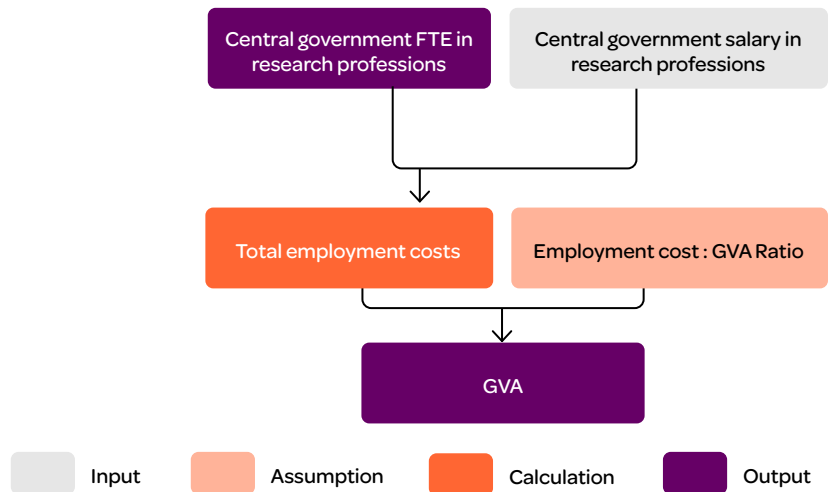 Central government FTE in
research professions
Central government salary in
research professions
Total employment costs
Employment cost : GVA Ratio
GVA
Input
Assumption
Calculation
Output